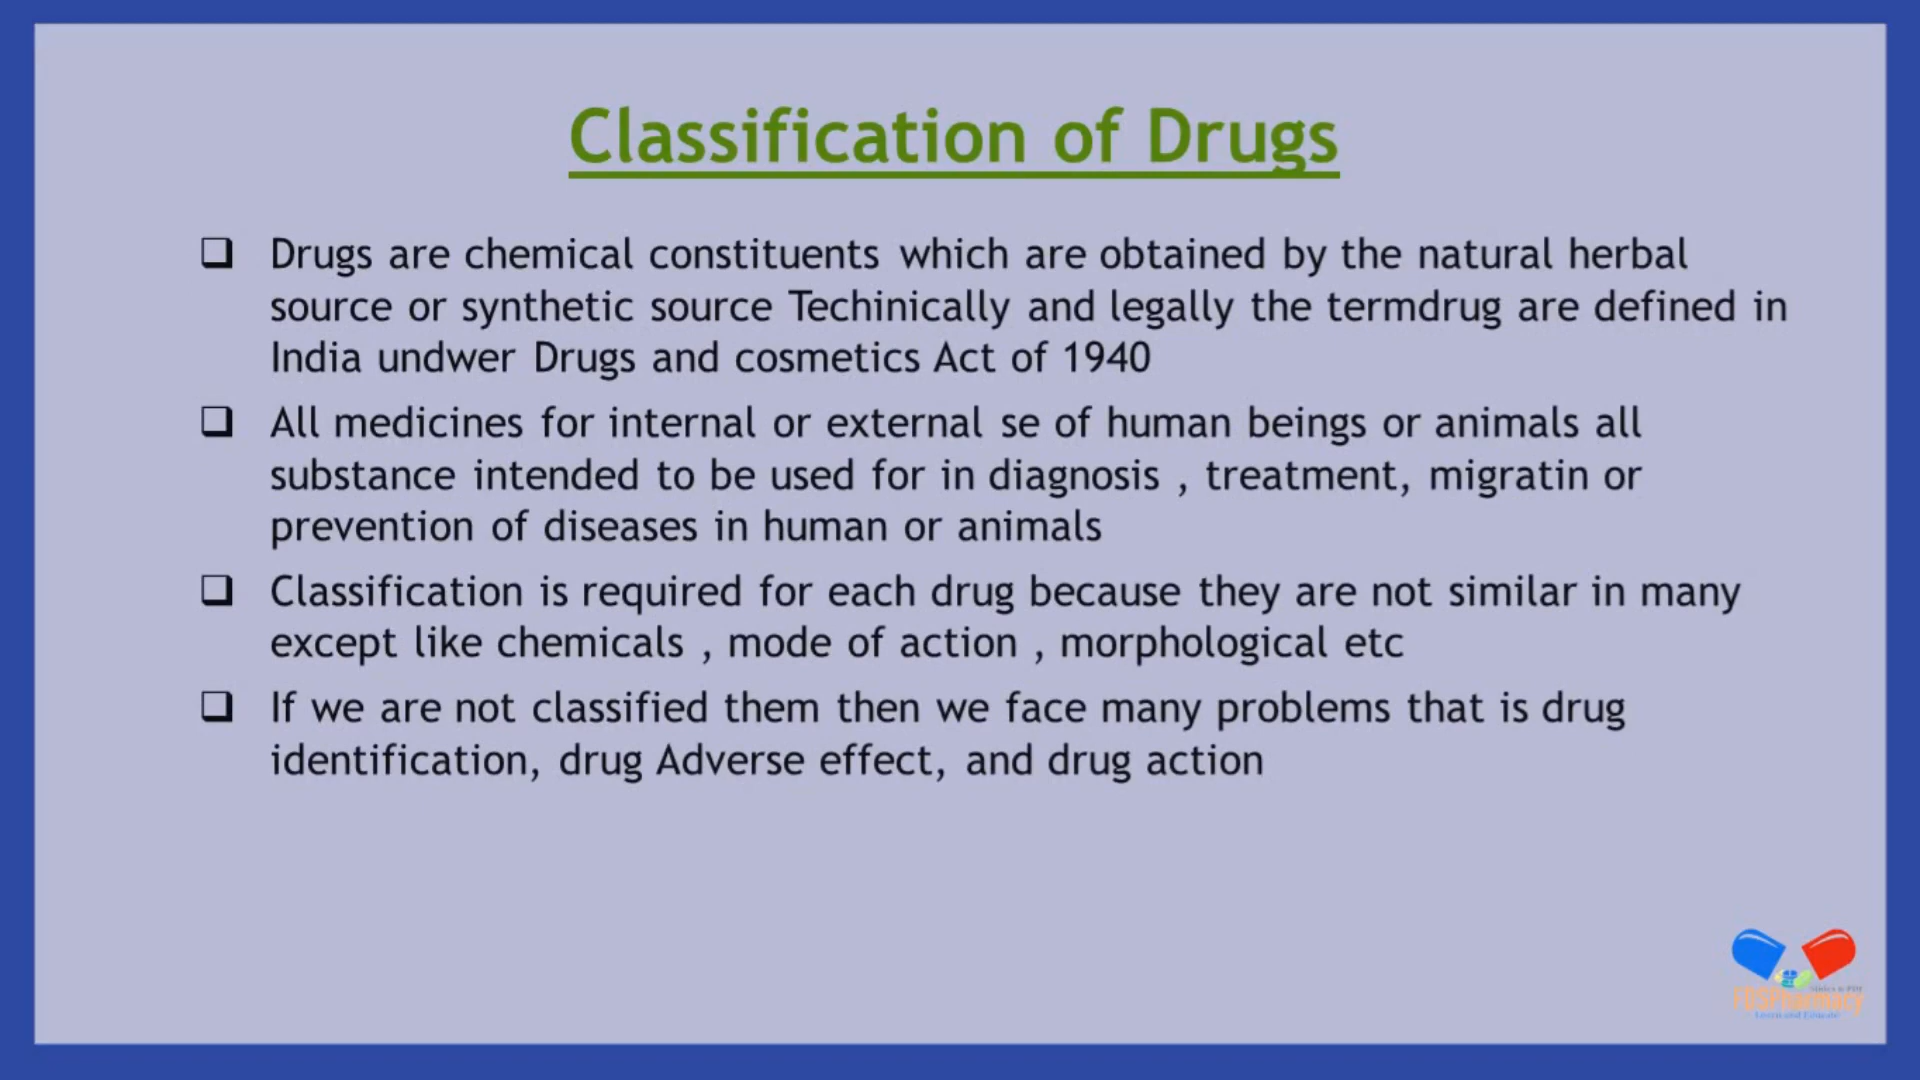 Classification of Drugs
❑ Drugs are chemical constituents which are obtained by the natural herbal
source or synthetic source Techinically and legally the termdrug are defined in
India undwer Drugs and cosmetics Act of 1940
❑ All medicines for internal or external se of human beings or animals all
substance intended to be used for in diagnosis , treatment, migratin or
prevention of diseases in human or animals
❑ Classification is required for each drug because they are not similar in many
except like chemicals , mode of action , morphological etc
❑ If we are not classified them then we face many problems that is drug
identification, drug Adverse effect, and drug action